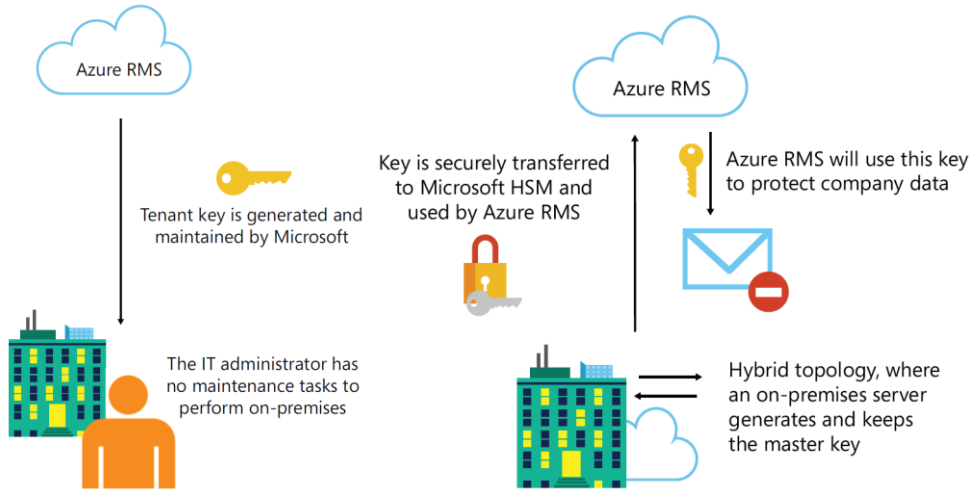 Azure RMS
Tenant key is generated and
maintained by Microsoft
The IT administrator has
no maintenance tasks to
perform on-premises
Azure RMS
Key is securely transferred
to Microsoft HSM and
used by Azure RMS
Azure RMS will use this key
to protect company data
Hybrid topology, where
an on-premises server
generates and keeps
the master key